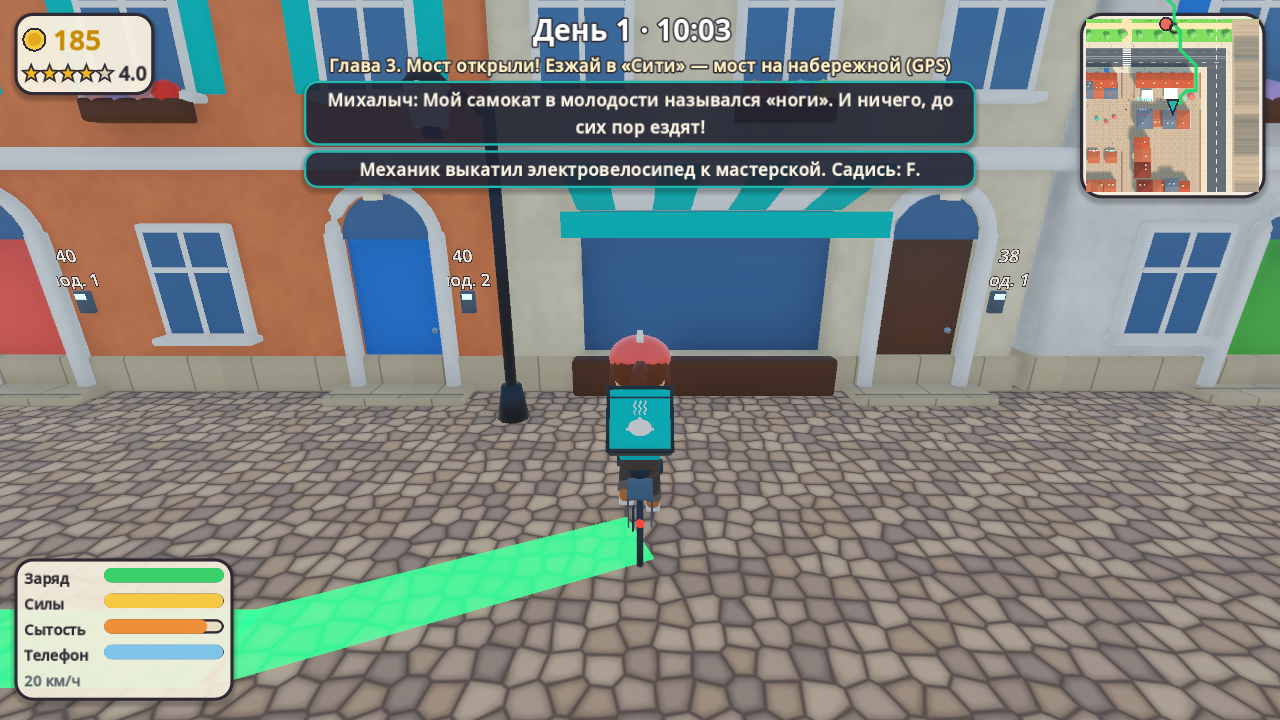 185
4.0
День 1 · 10:03
Глава 3. Мост открыли! Езжай в «Сити» — мост на набережной (GPS)
Михалыч: Мой самокат в молодости назывался «ноги». И ничего, до
сих пор ездят!
Механик выкатил электровелосипед к мастерской. Садись: F.
40
од. 1
40
од. 2
38
од. 1
Заряд
Силы
Сытость
Телефон
20 км/ч